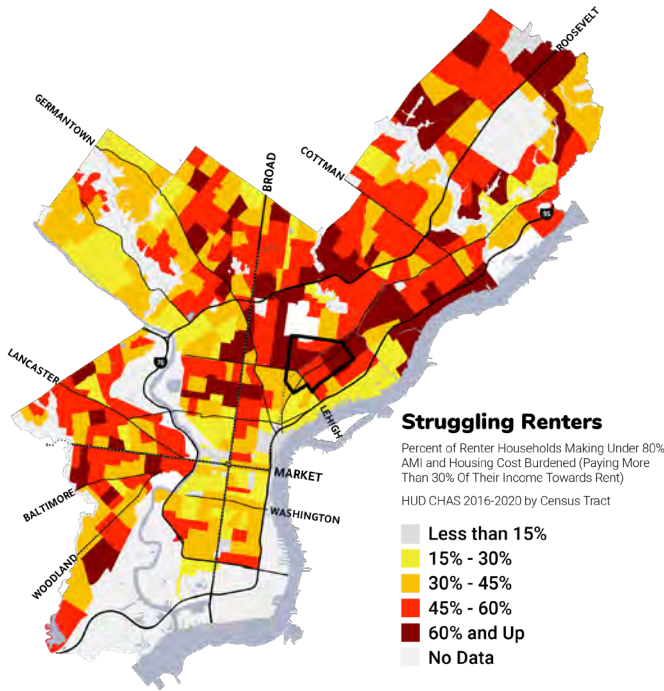 ROOSEVELT
GERMANTOWN
BROAD
COTTMAN
95
76
LANCASTER
LEHIGH
MARKET
BALTIMORE
WASHINGTON
WOODLAND
Struggling Renters
Percent of Renter Households Making Under 80%
AMI and Housing Cost Burdened (Paying More
Than 30% Of Their Income Towards Rent)
HUD CHAS 2016-2020 by Census Tract
Less than 15%
15% - 30%
30% - 45%
45% - 60%
60% and Up
No Data